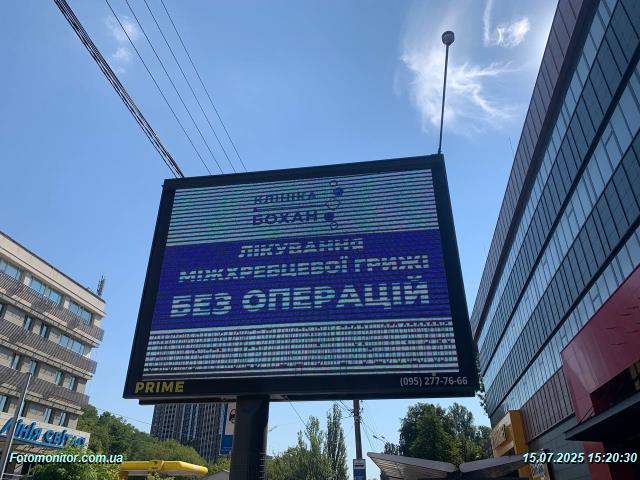 КЛІНІКА
БОХАН
ЛІКУВАННЯ
МІЖХРЕБЦЕВОЇ ГРИЖІ
БЕЗ ОПЕРАЦІЙ
PRIME
(095) 277-76-66
Fotomonitor.com.ua
15.07.2025 15:20:30